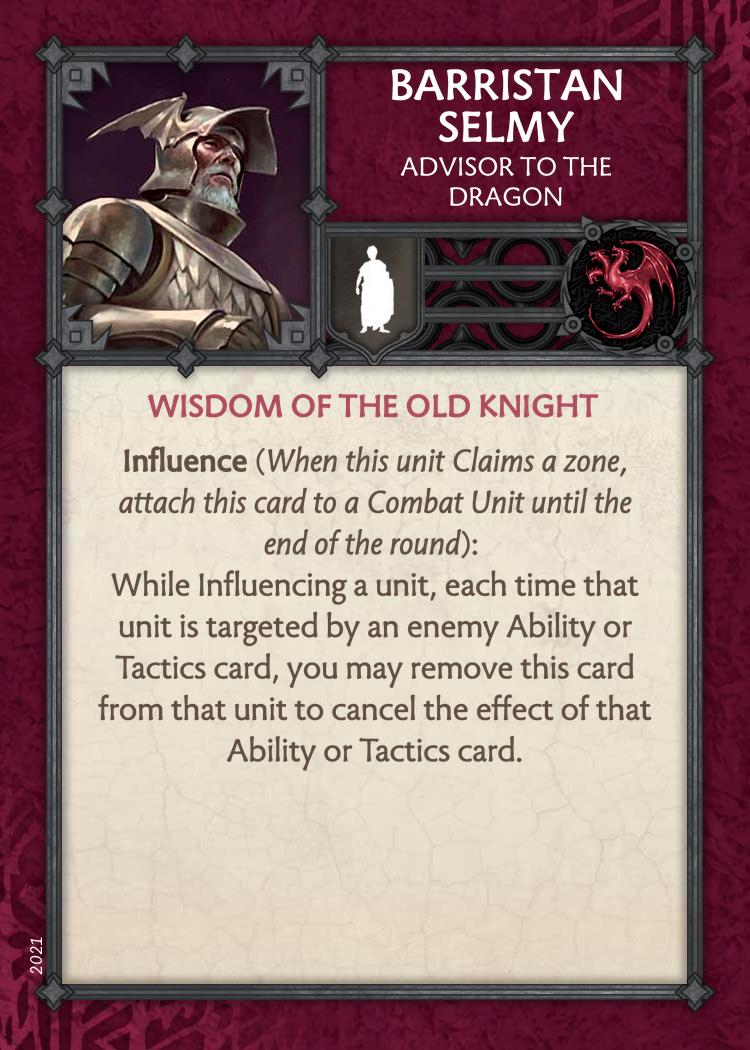 BARRISTAN
SELMY
ADVISOR TO THE
DRAGON
WISDOM OF THE OLD KNIGHT
Influence (When this unit Claims a zone,
attach this card to a Combat Unit until the
end of the round):
While Influencing a unit, each time that
unit is targeted by an enemy Ability or
Tactics card, you may remove this card
from that unit to cancel the effect of that
Ability or Tactics card.
2021